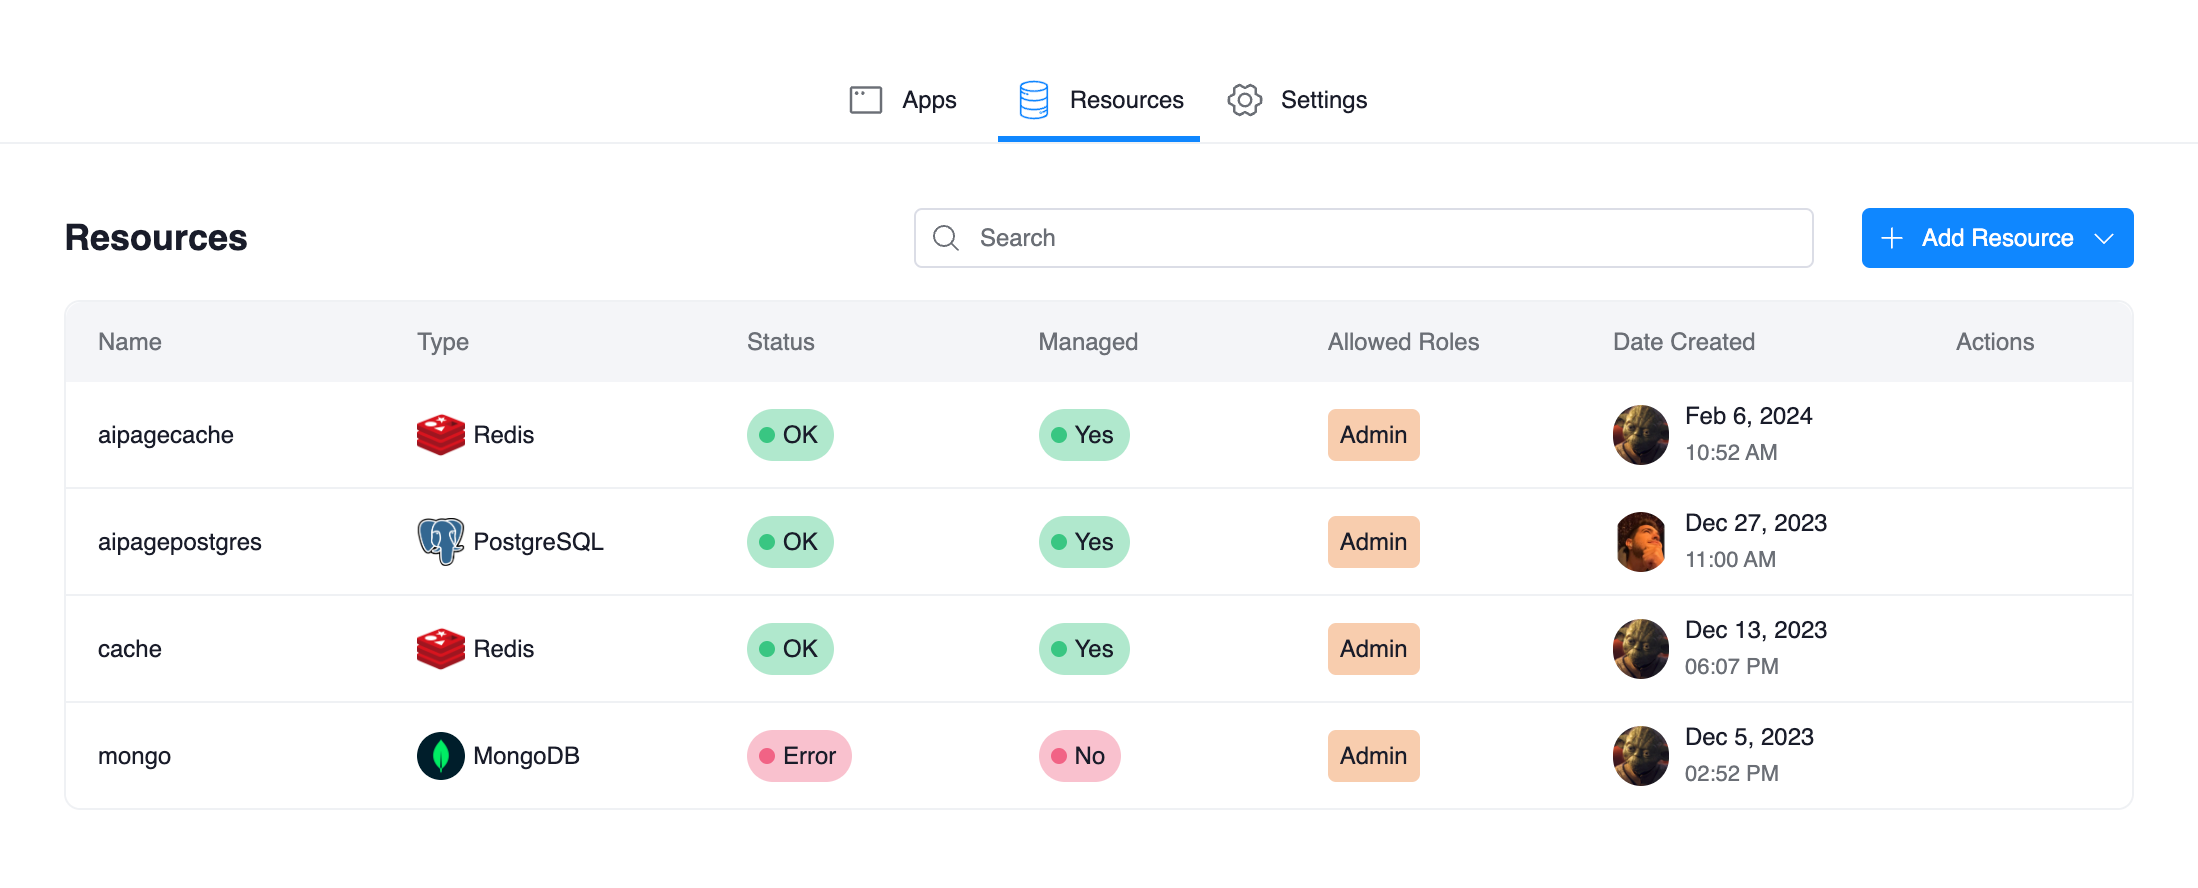 Apps Resources Settings
Resources
Search
Add Resource
Name Type Status Managed Allowed Roles Date Created Actions
aipagecache Redis OK Yes Admin Feb 6, 2024
10:52 AM
aipagepostgres PostgreSQL OK Yes Admin Dec 27, 2023
11:00 AM
cache Redis OK Yes Admin Dec 13, 2023
06:07 PM
mongo MongoDB Error No Admin Dec 5, 2023
02:52 PM